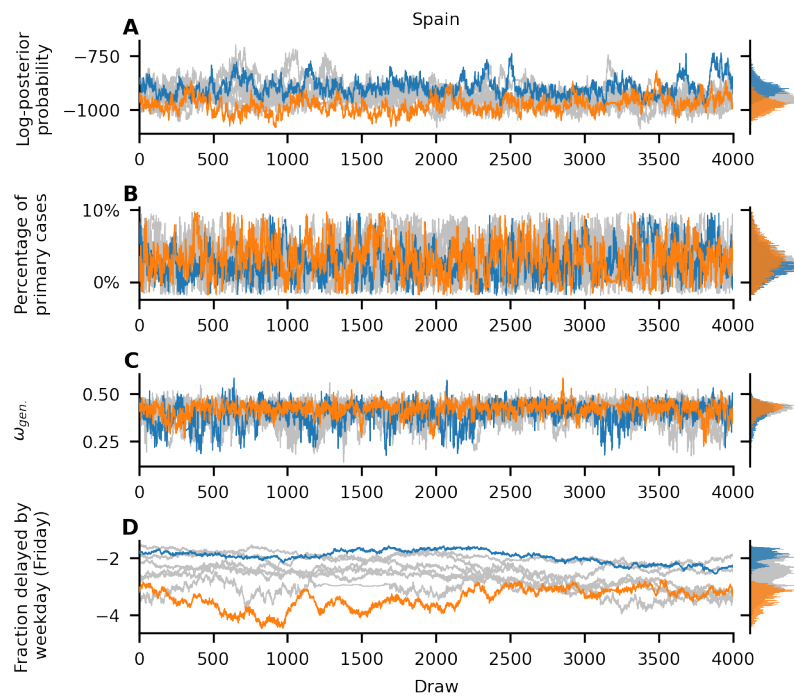 Spain
A
Log-posterior
probability
−750
−1000
0 500 1000 1500 2000 2500 3000 3500 4000
B
Percentage of
primary cases
10%
0%
0 500 1000 1500 2000 2500 3000 3500 4000
C
ω_gen.
0.50
0.25
0 500 1000 1500 2000 2500 3000 3500 4000
D
Fraction delayed by
weekday (Friday)
−2
−4
0 500 1000 1500 2000 2500 3000 3500 4000
Draw